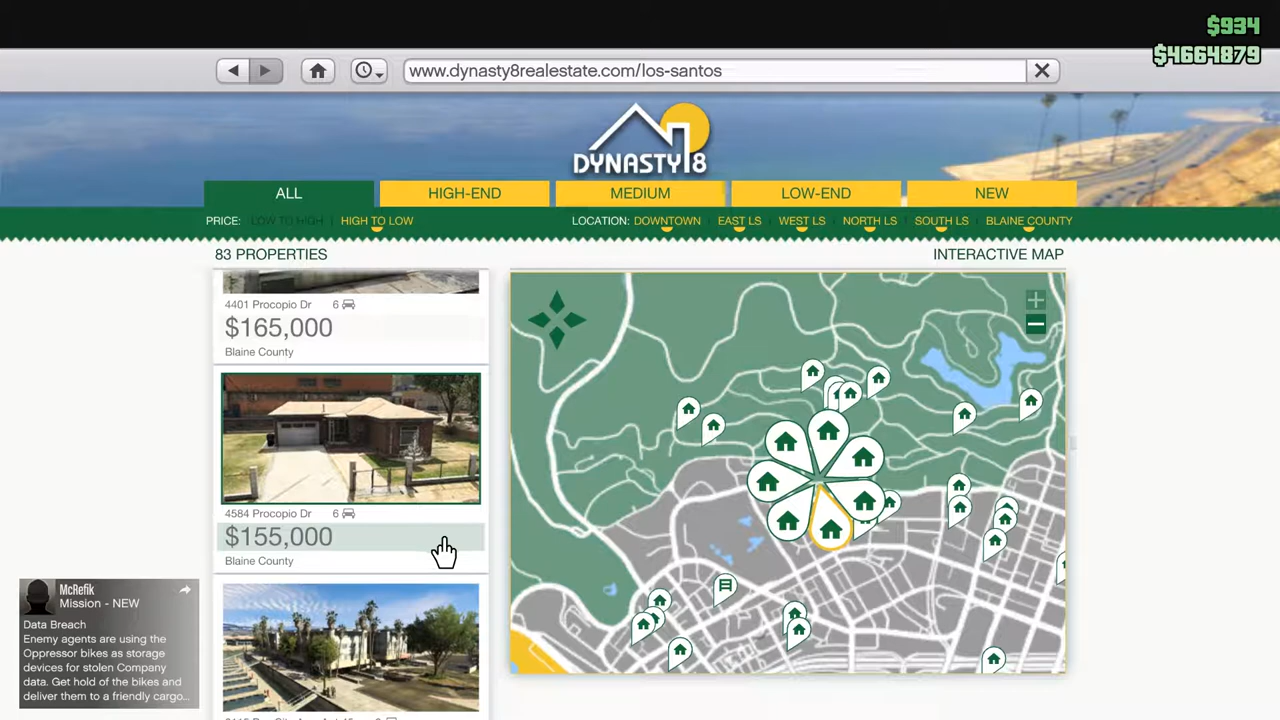 $934
$4664879
www.dynasty8realestate.com/los-santos
DYNASTY 8
ALL
HIGH-END
MEDIUM
LOW-END
NEW
PRICE: LOW TO HIGH | HIGH TO LOW
LOCATION: DOWNTOWN | EAST LS | WEST LS | NORTH LS | SOUTH LS | BLAINE COUNTY
83 PROPERTIES
INTERACTIVE MAP
4401 Procopio Dr 6
$165,000
Blaine County
4584 Procopio Dr 6
$155,000
Blaine County
McRefik
Mission - NEW
Data Breach
Enemy agents are using the
Oppressor bikes as storage
devices for stolen Company
data. Get hold of the bikes and
deliver them to a friendly cargo...